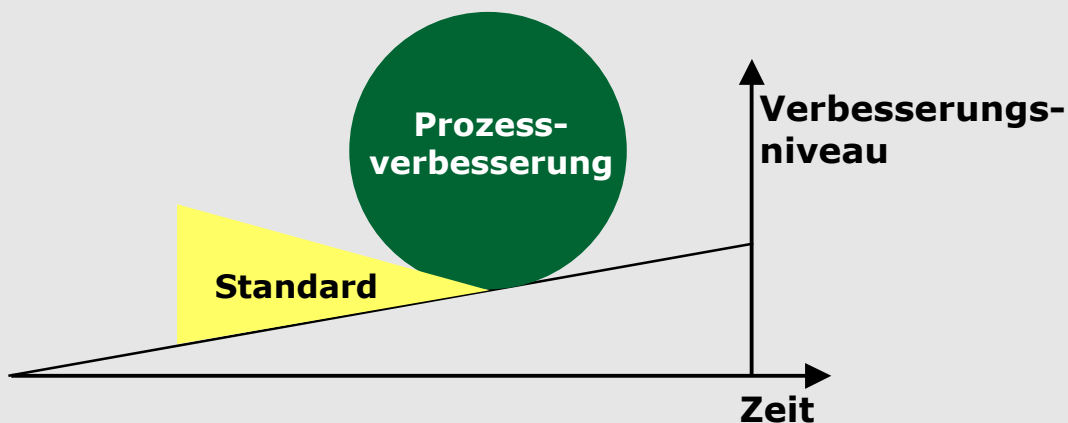 Prozess-
verbesserung
Verbesserungs-
niveau
Standard
Zeit